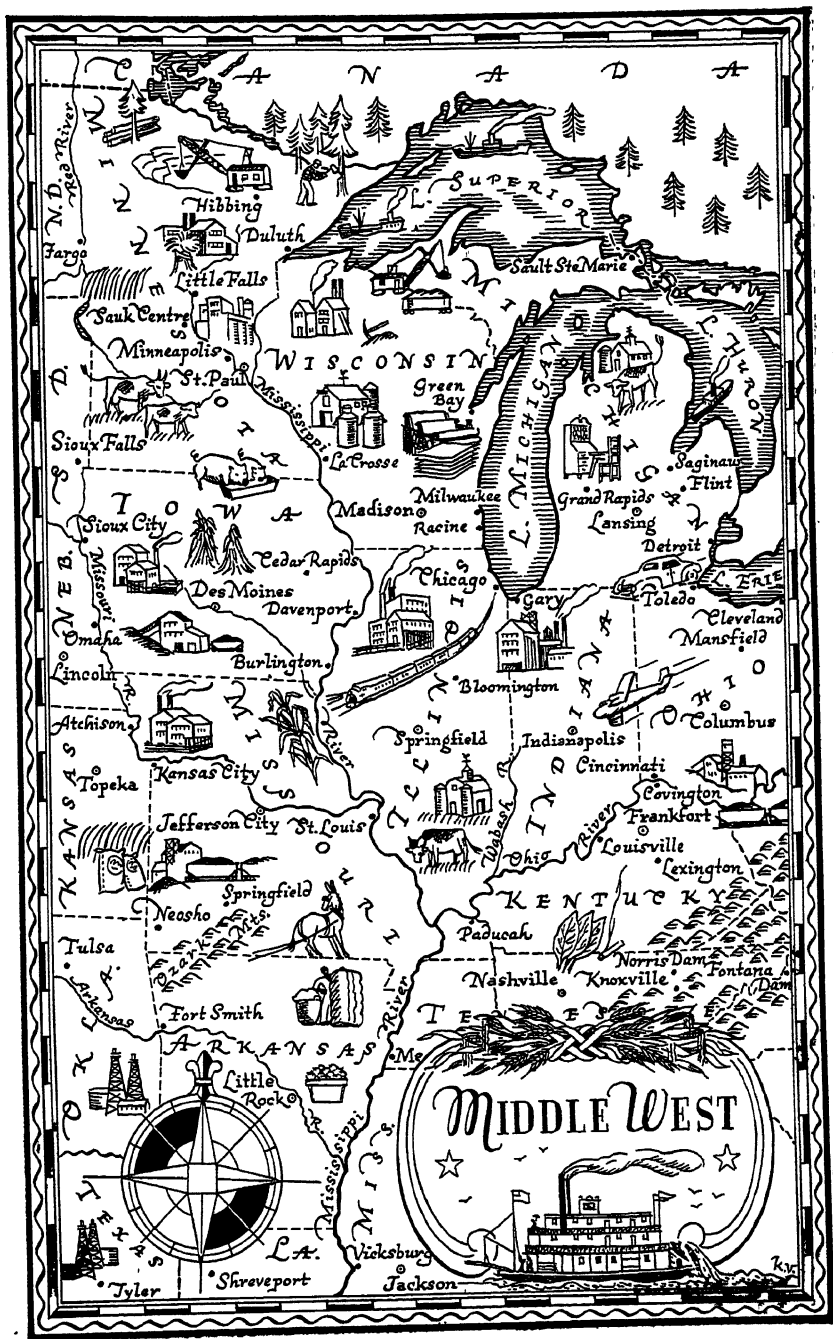 CANADA
MINNESOTA
Red River
N.D.
Hibbing
L. SUPERIOR
Duluth
Fargo
Sault Ste Marie
Little Falls
MICHIGAN
Sauk Centre
Minneapolis
WISCONSIN
L. MICHIGAN
L. HURON
St. Paul
S.D.
Mississippi
Green
Bay
Sioux Falls
La Crosse
Saginaw
Flint
IOWA
Madison
Milwaukee
Racine
Grand Rapids
Lansing
Sioux City
Detroit
NEB.
Missouri
R.
Cedar Rapids
Chicago
L. ERIE
Des Moines
Davenport
ILLINOIS
Gary
Toledo
INDIANA
Cleveland
Mansfield
Omaha
Lincoln
Burlington
Bloomington
OHIO
MISSOURI
Atchison
River
Springfield
Indianapolis
Columbus
KANSAS
Topeka
Kansas City
Cincinnati
Covington
Frankfort
Wabash R.
Jefferson City
St. Louis
Ohio River
Louisville
Lexington
Springfield
KENTUCKY
Neosho
Ozark Mts.
Paducah
Tulsa
Norris Dam
Fontana
Dam
Nashville
Knoxville
OKLA.
Arkansas
R.
Fort Smith
River
TENNESSEE
ARKANSAS
Me
Little
Rock
MIDDLE WEST
Mississippi
MISS.
TEXAS
LA.
Vicksburg
Tyler
Shreveport
Jackson
K.V.